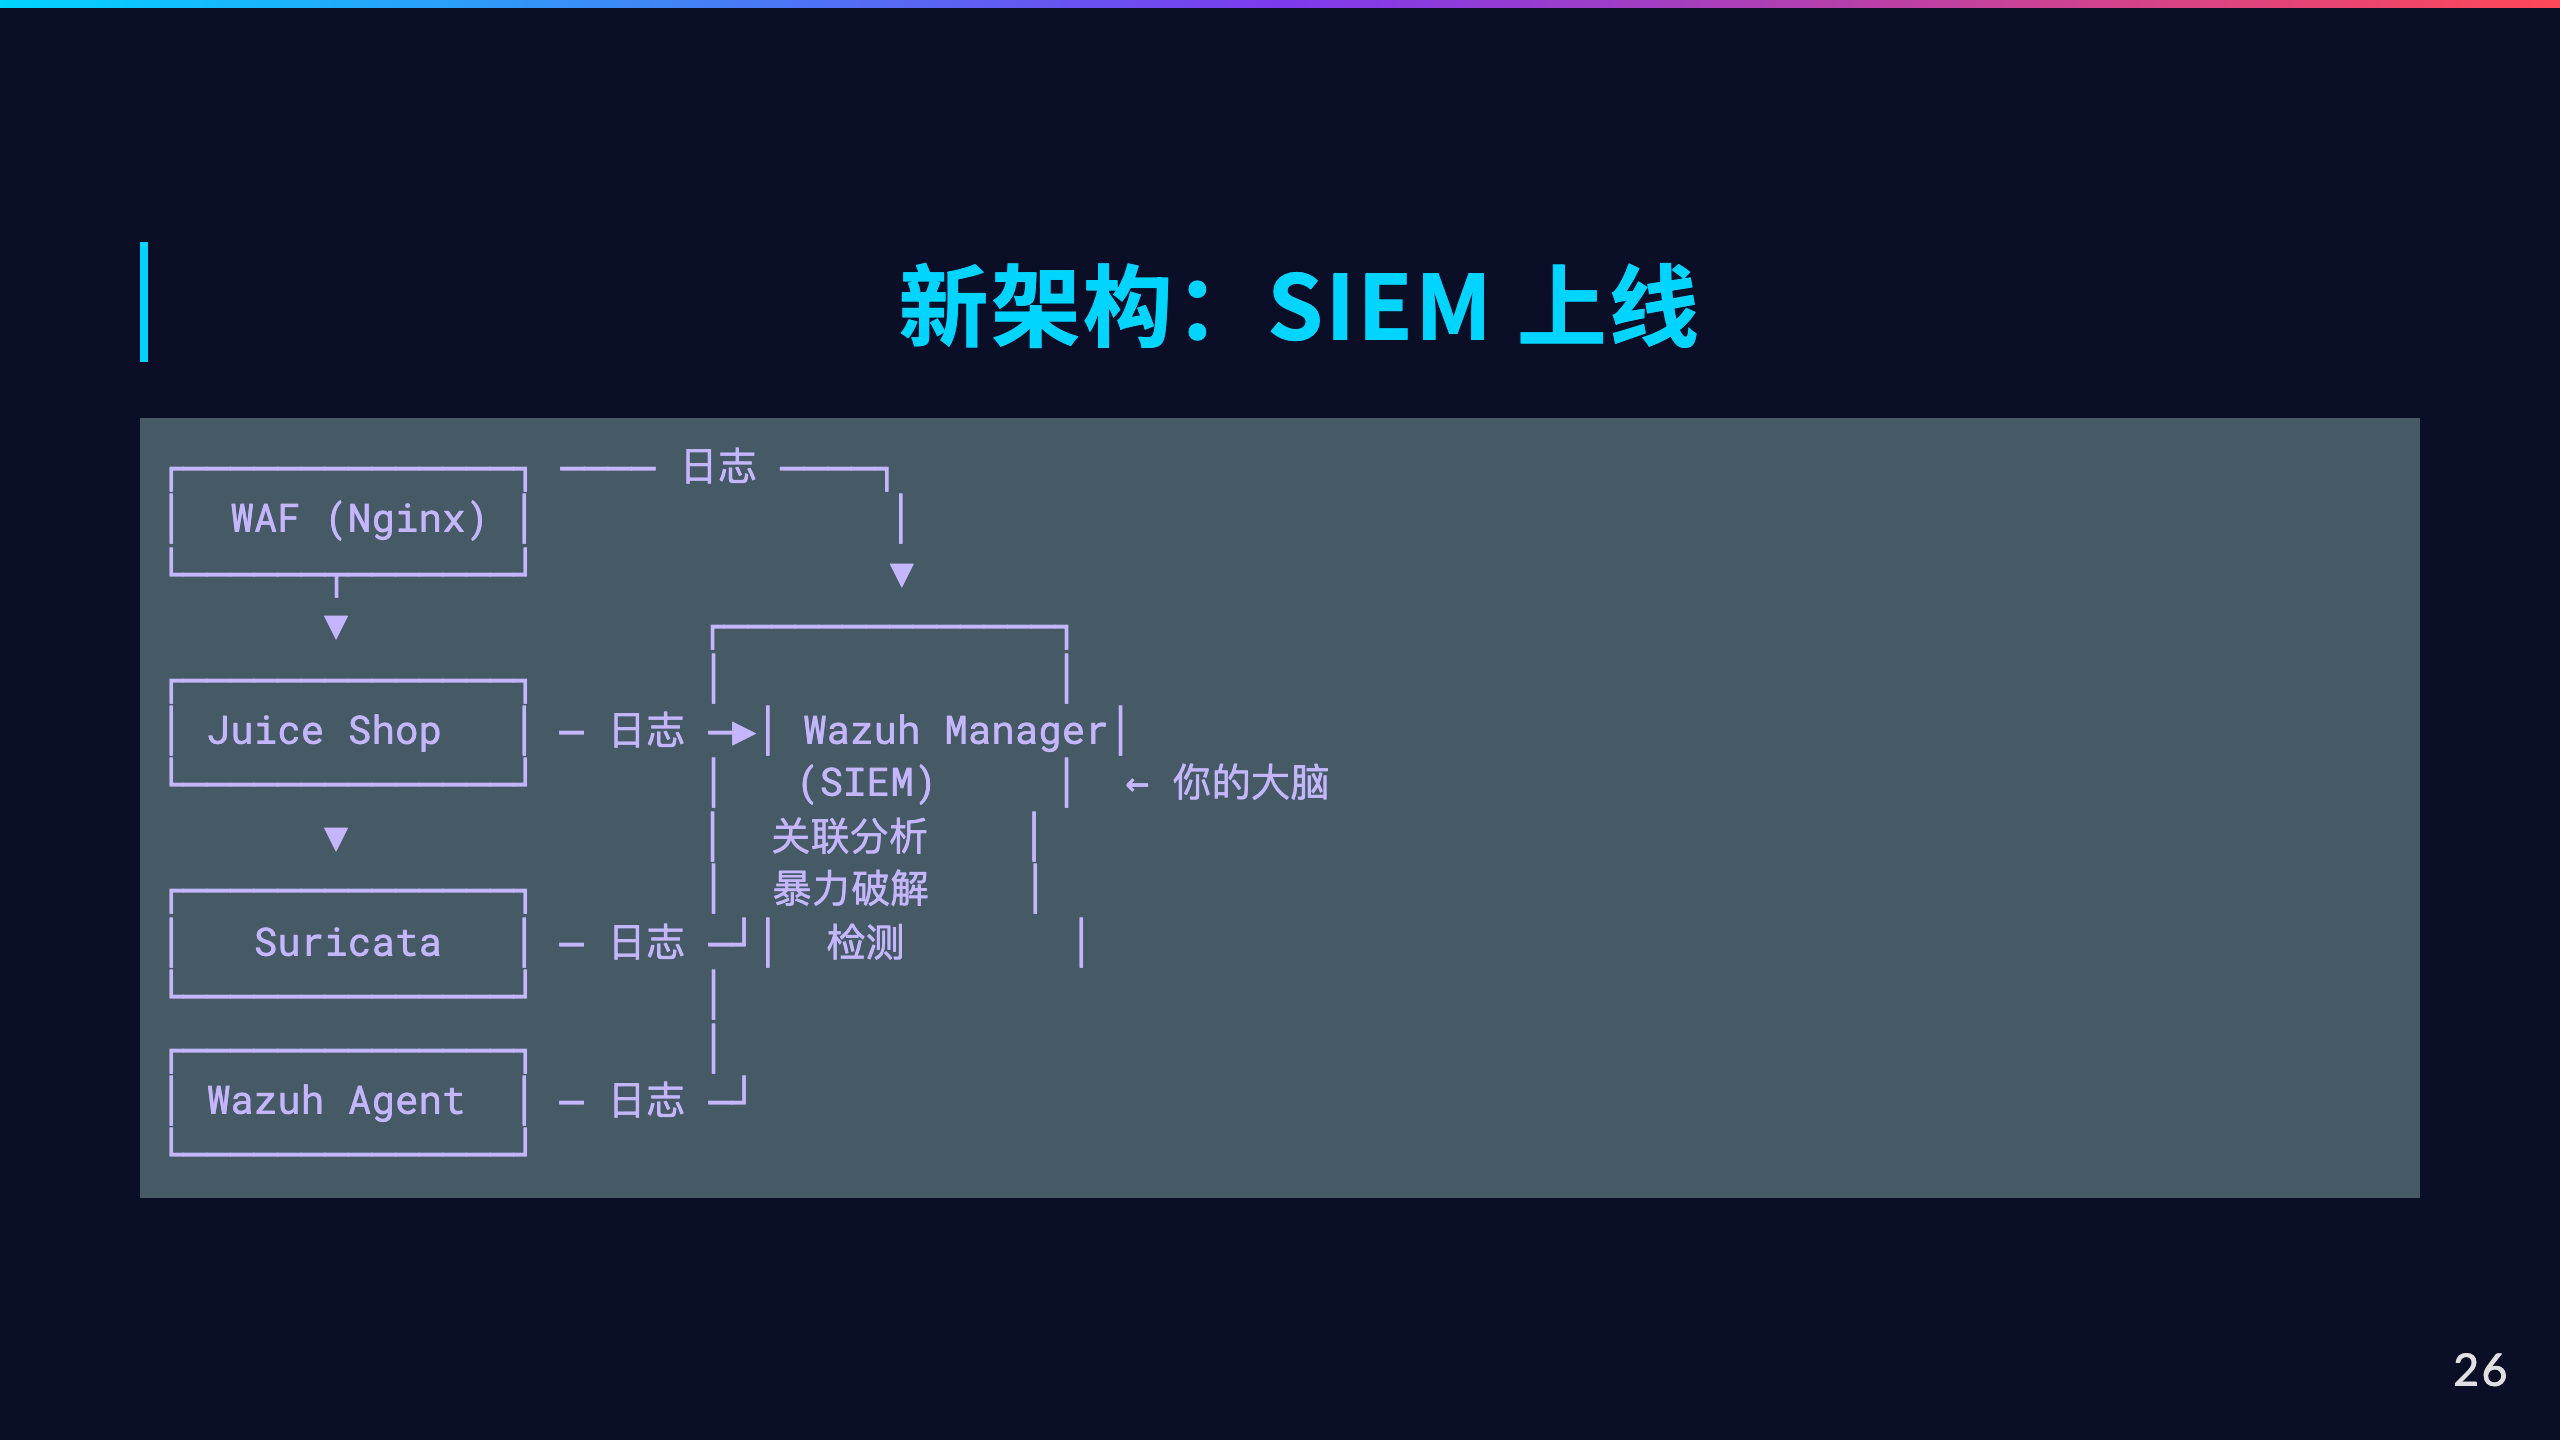 新架构：SIEM 上线
日志
WAF (Nginx)
Juice Shop 日志 Wazuh Manager
(SIEM) ← 你的大脑
关联分析
暴力破解
Suricata 日志 检测
Wazuh Agent 日志
26